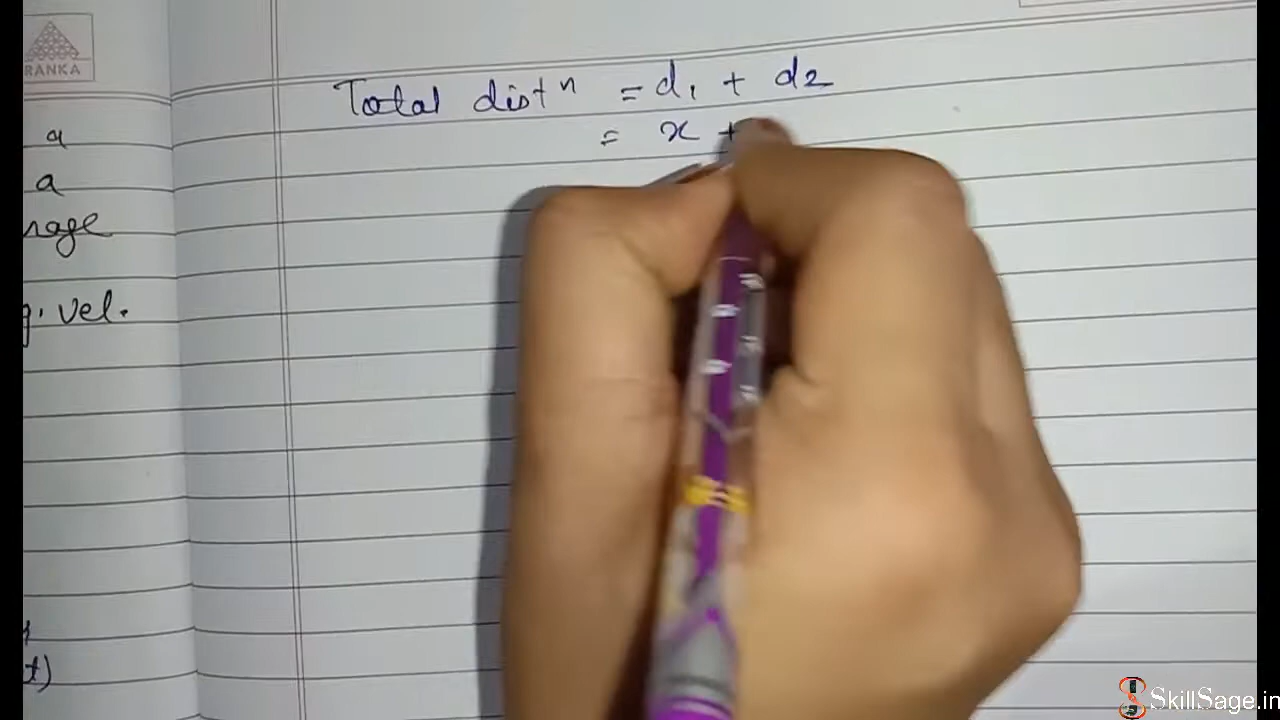 RANKA
a
a
rage
. vel.
t)
Total distn = d1 + d2
= x +
SkillSage.in